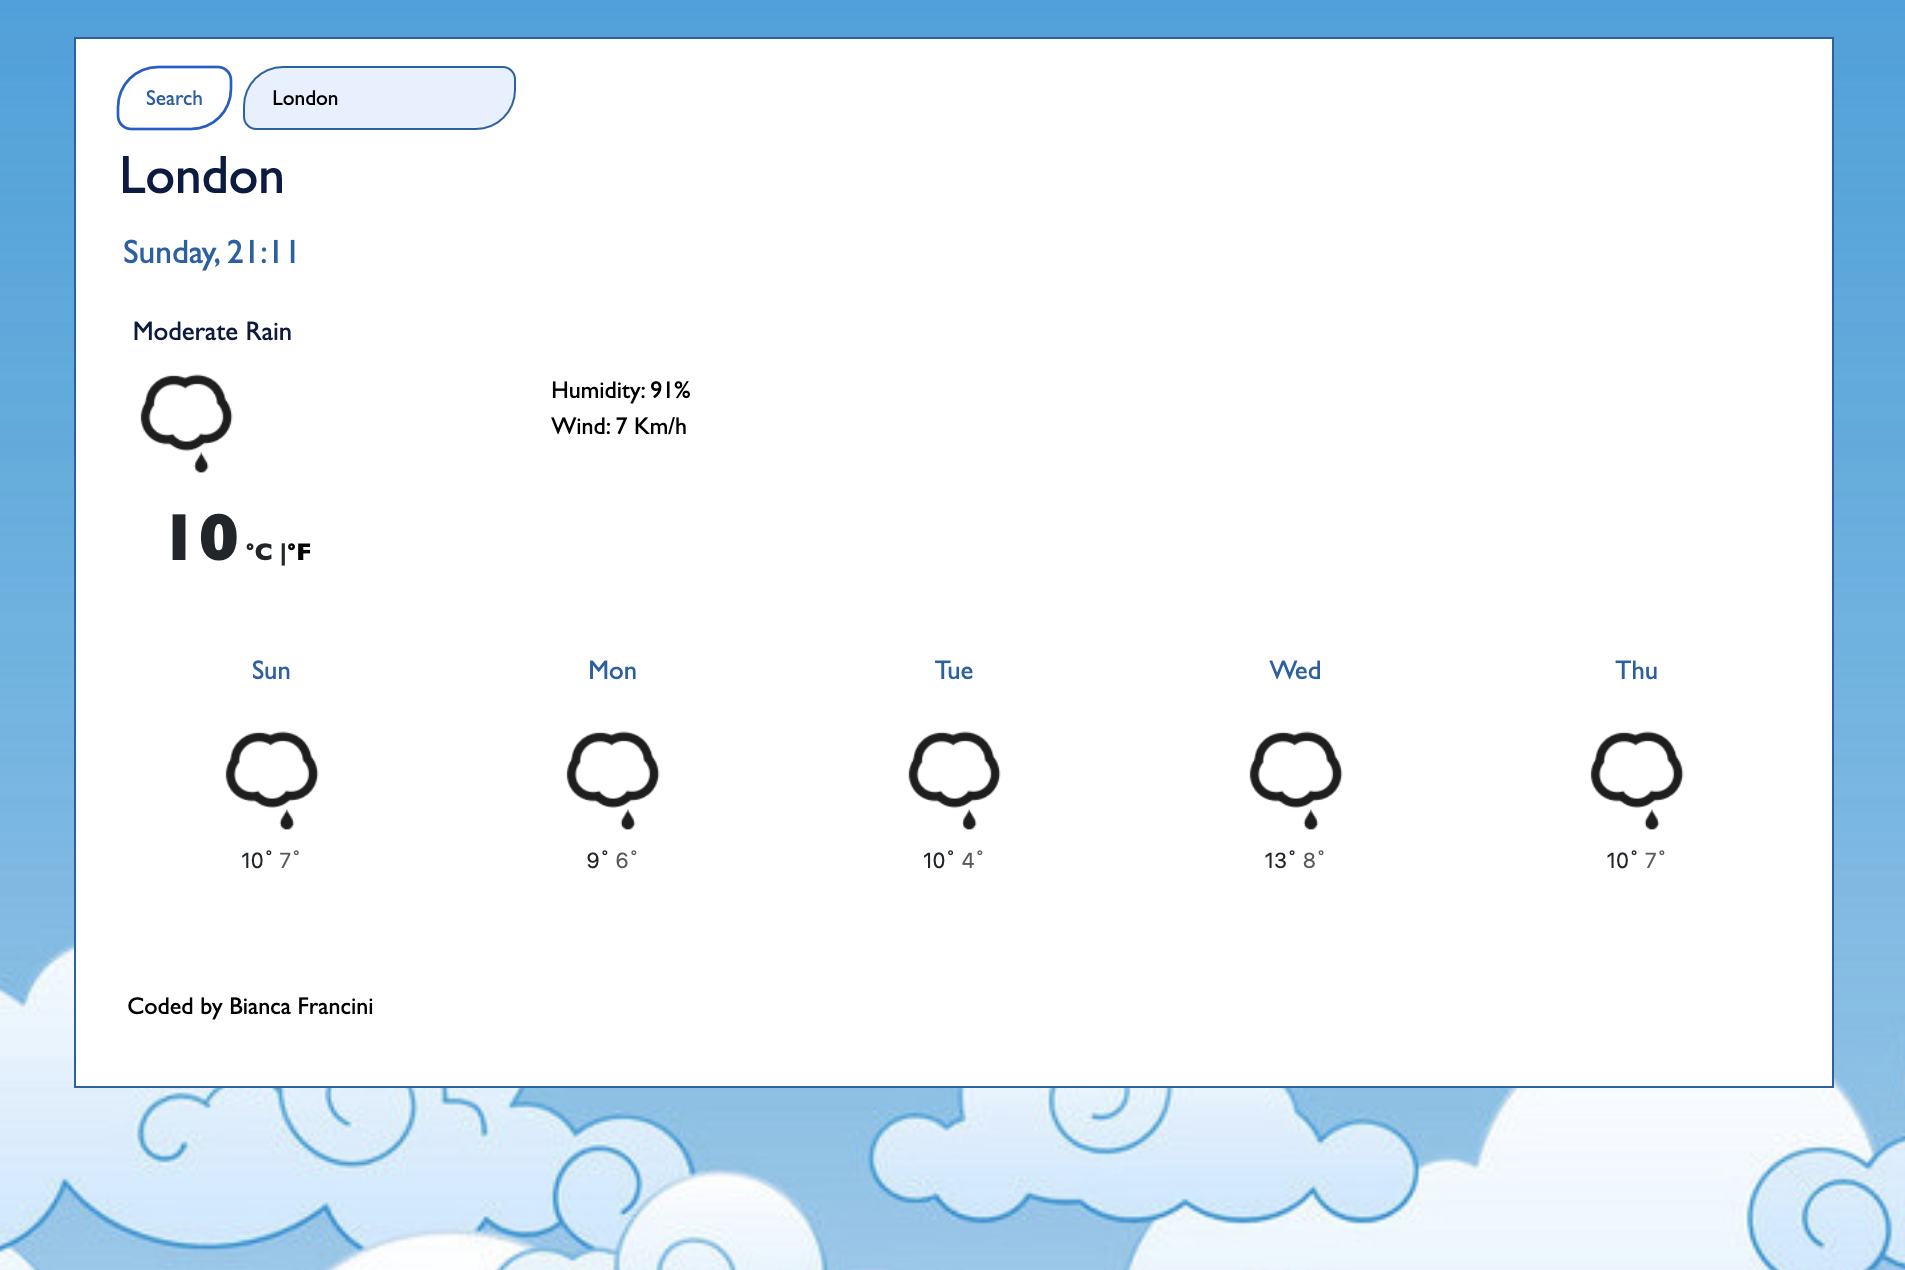 Search London
London
Sunday, 21:11
Moderate Rain
Humidity: 91%
Wind: 7 Km/h
10 °C |°F
Sun Mon Tue Wed Thu
10° 7° 9° 6° 10° 4° 13° 8° 10° 7°
Coded by Bianca Francini